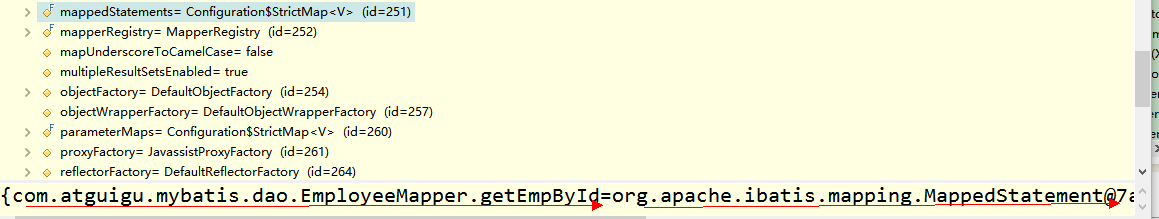 mappedStatements= Configuration$StrictMap<V> (id=251)
mapperRegistry= MapperRegistry (id=252)
mapUnderscoreToCamelCase= false
multipleResultSetsEnabled= true
objectFactory= DefaultObjectFactory (id=254)
objectWrapperFactory= DefaultObjectWrapperFactory (id=257)
parameterMaps= Configuration$StrictMap<V> (id=260)
proxyFactory= JavassistProxyFactory (id=261)
reflectorFactory= DefaultReflectorFactory (id=264)
{com.atguigu.mybatis.dao.EmployeeMapper.getEmpById=org.apache.ibatis.mapping.MappedStatement@7a